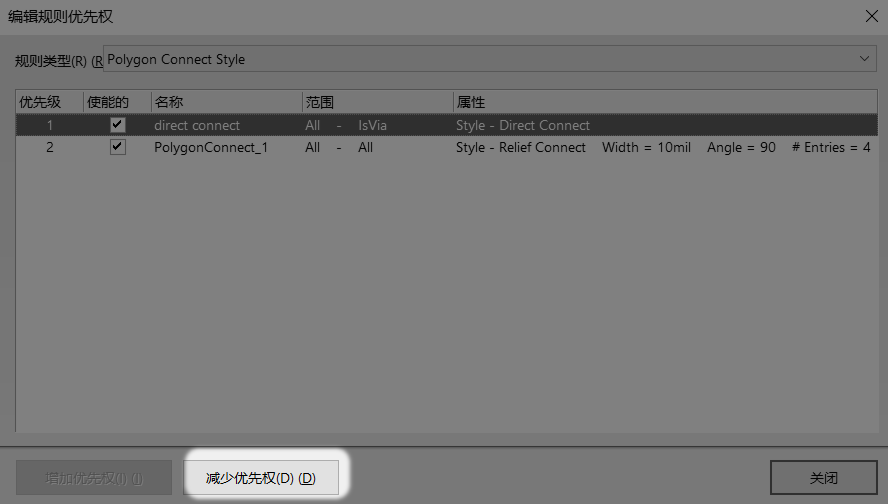 编辑规则优先权
规则类型(R) (R Polygon Connect Style
优先级 使能的 名称 范围 属性
1 direct connect All - IsVia Style - Direct Connect
2 PolygonConnect_1 All - All Style - Relief Connect Width = 10mil Angle = 90 # Entries = 4
增加优先权(I) (I) 减少优先权(D) (D) 关闭